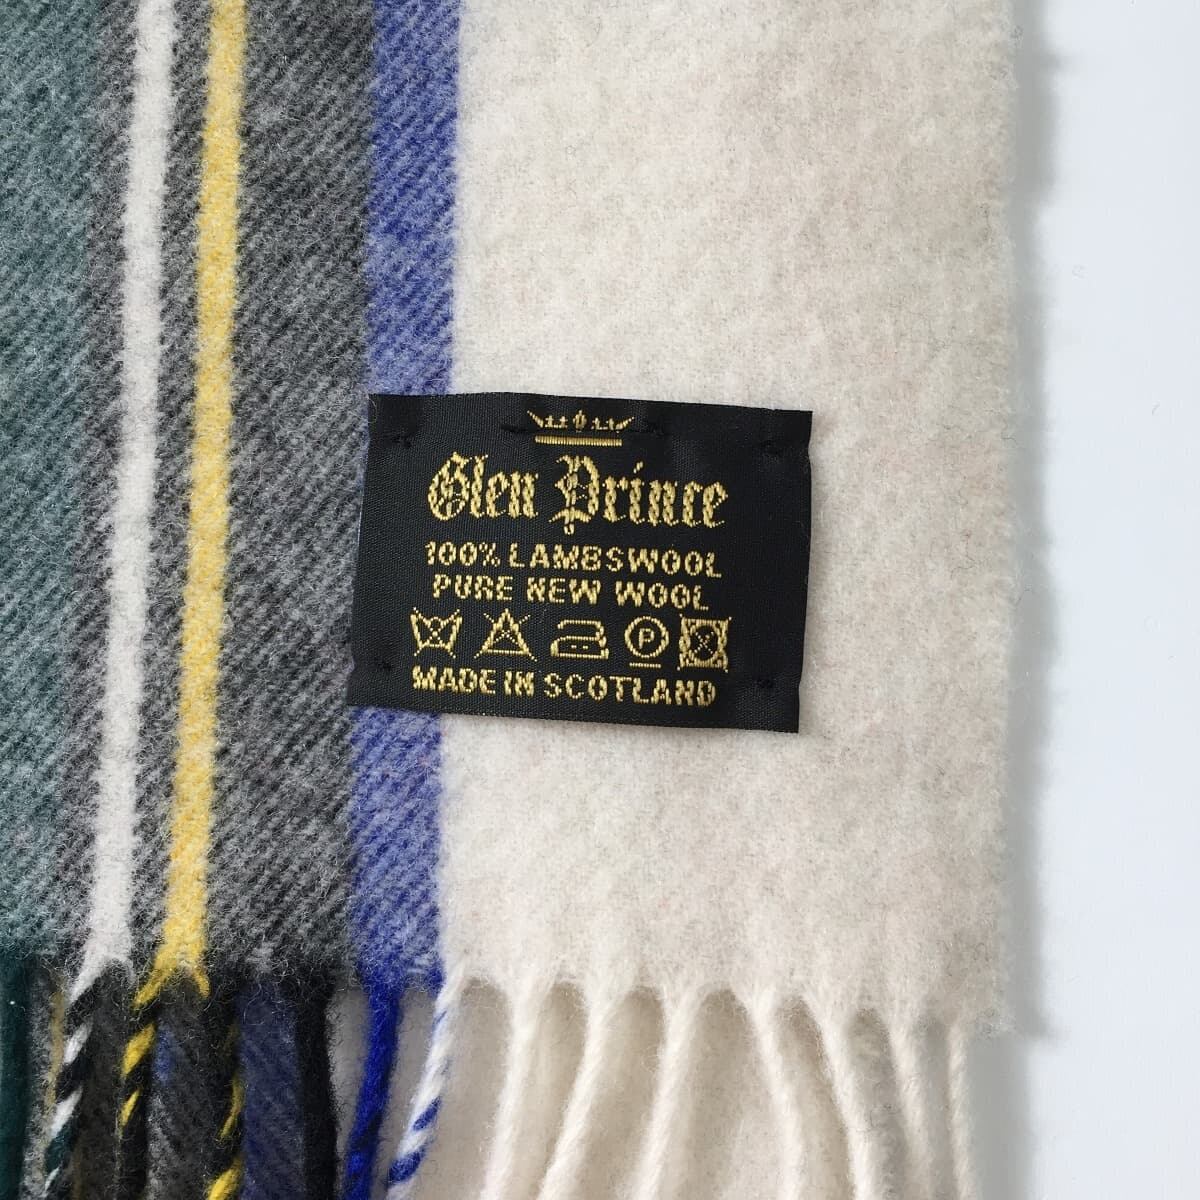 Glen Prince
100% LAMBSWOOL
PURE NEW WOOL
P
MADE IN SCOTLAND